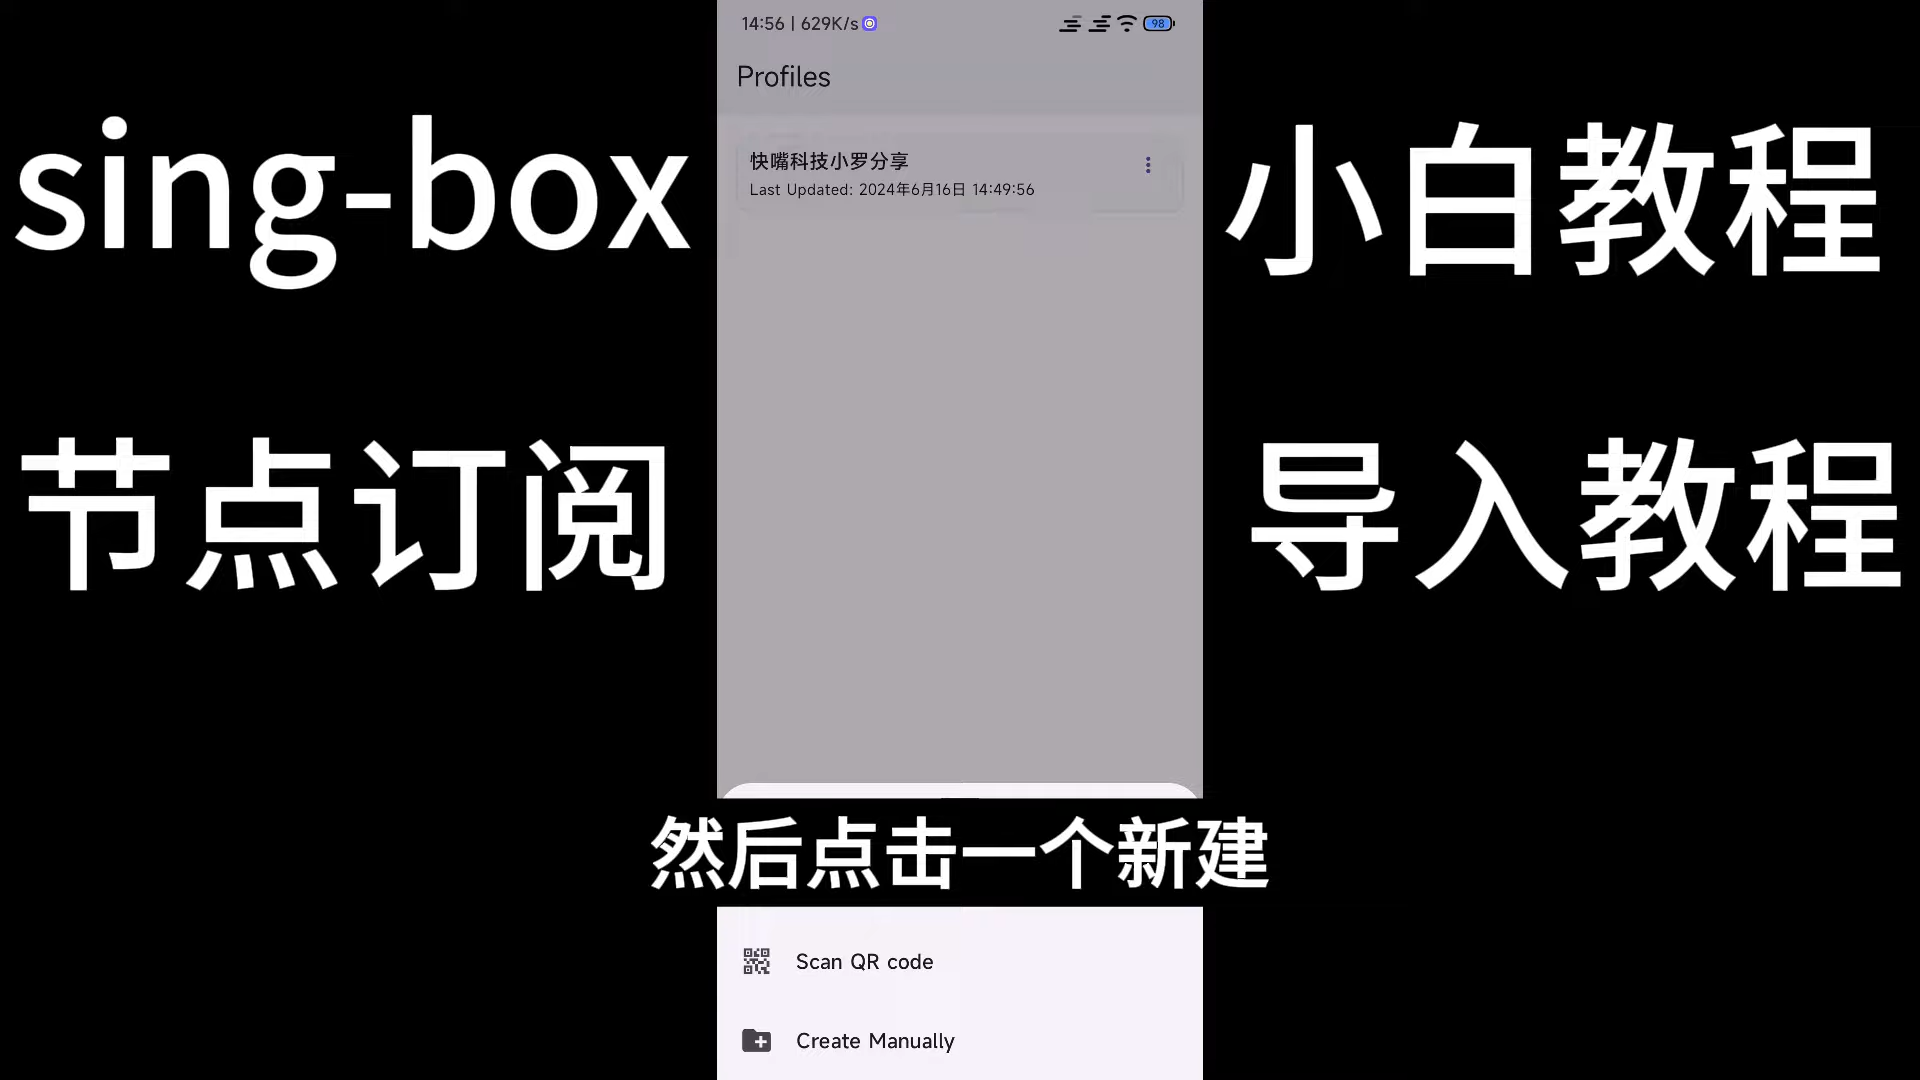 14:56 | 629K/s
98
Profiles
sing-box
小白教程
快嘴科技小罗分享
Last Updated: 2024年6月16日 14:49:56
节点订阅
导入教程
然后点击一个新建
Scan QR code
Create Manually